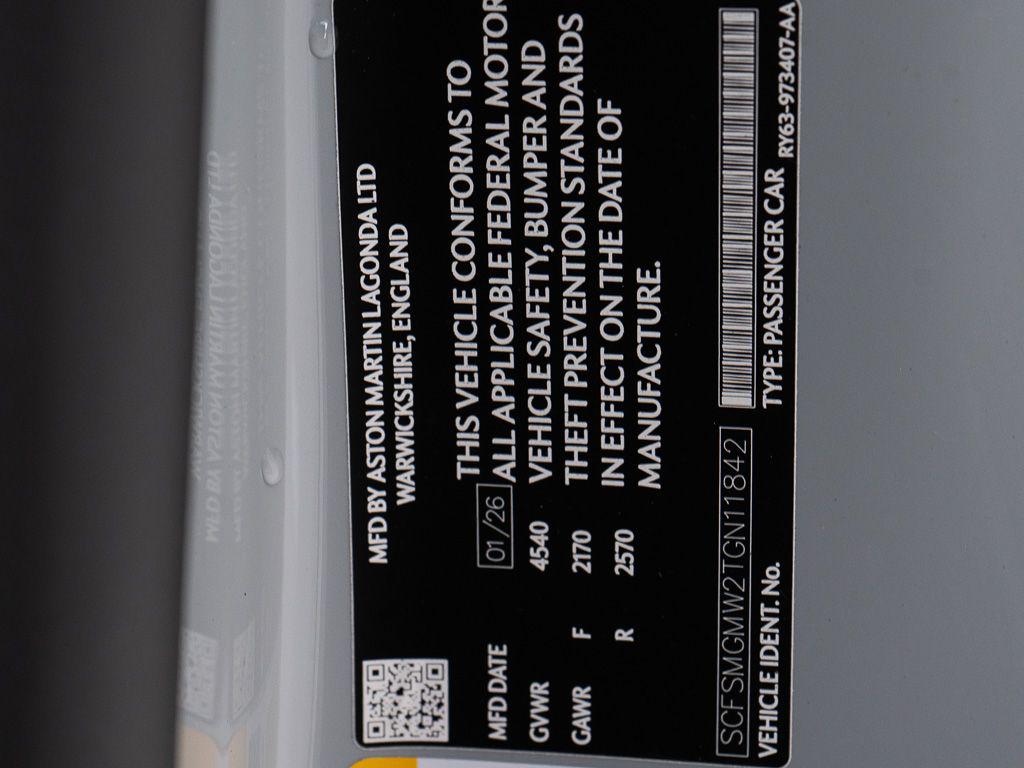 MFD BY ASTON MARTIN LAGONDA LTD
WARWICKSHIRE, ENGLAND
MFD DATE 01/26
GVWR 4540
GAWR F 2170
R 2570
THIS VEHICLE CONFORMS TO
ALL APPLICABLE FEDERAL MOTOR
VEHICLE SAFETY, BUMPER AND
THEFT PREVENTION STANDARDS
IN EFFECT ON THE DATE OF
MANUFACTURE.
SCFSMGMW2TGN11842
VEHICLE IDENT. No. TYPE: PASSENGER CAR RY63-973407-AA